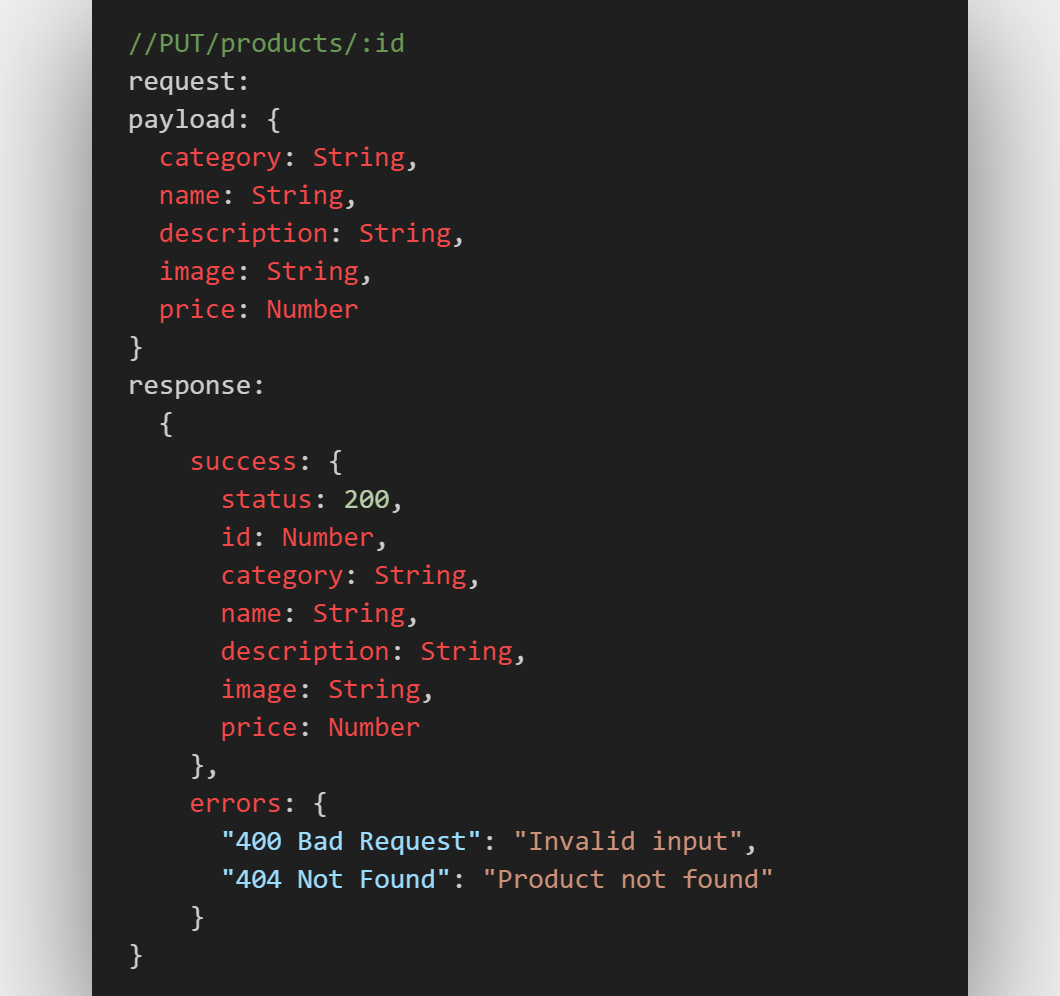 //PUT/products/:id
request:
payload: {
  category: String,
  name: String,
  description: String,
  image: String,
  price: Number
}
response:
  {
    success: {
      status: 200,
      id: Number,
      category: String,
      name: String,
      description: String,
      image: String,
      price: Number
    },
    errors: {
      "400 Bad Request": "Invalid input",
      "404 Not Found": "Product not found"
    }
}